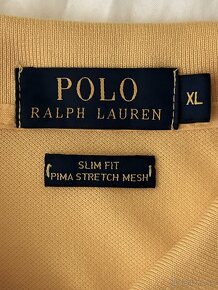 POLO
RALPH LAUREN
XL
SLIM FIT
PIMA STRETCH MESH